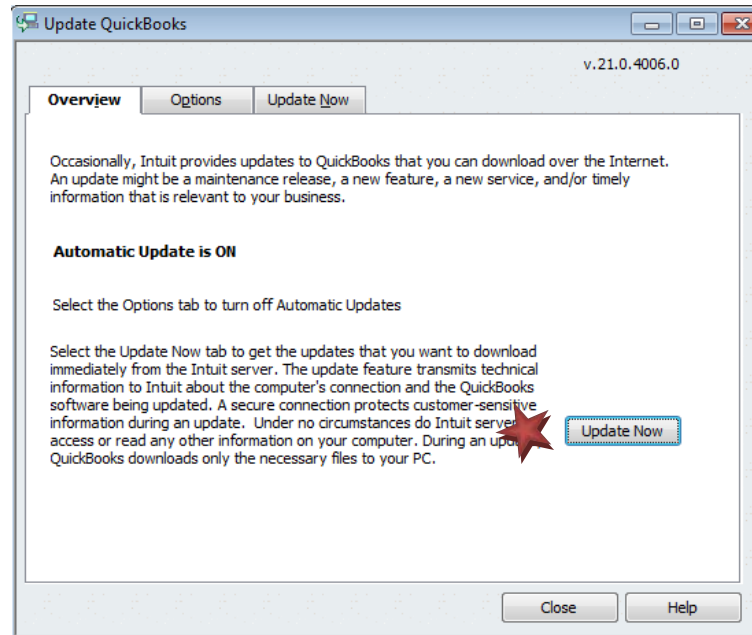 Update QuickBooks
v.21.0.4006.0
Overview Options Update Now
Occasionally, Intuit provides updates to QuickBooks that you can download over the Internet.
An update might be a maintenance release, a new feature, a new service, and/or timely
information that is relevant to your business.
Automatic Update is ON
Select the Options tab to turn off Automatic Updates
Select the Update Now tab to get the updates that you want to download
immediately from the Intuit server. The update feature transmits technical
information to Intuit about the computer's connection and the QuickBooks
software being updated. A secure connection protects customer-sensitive
information during an update. Under no circumstances do Intuit server
access or read any other information on your computer. During an
QuickBooks downloads only the necessary files to your PC.
Update Now
Close Help